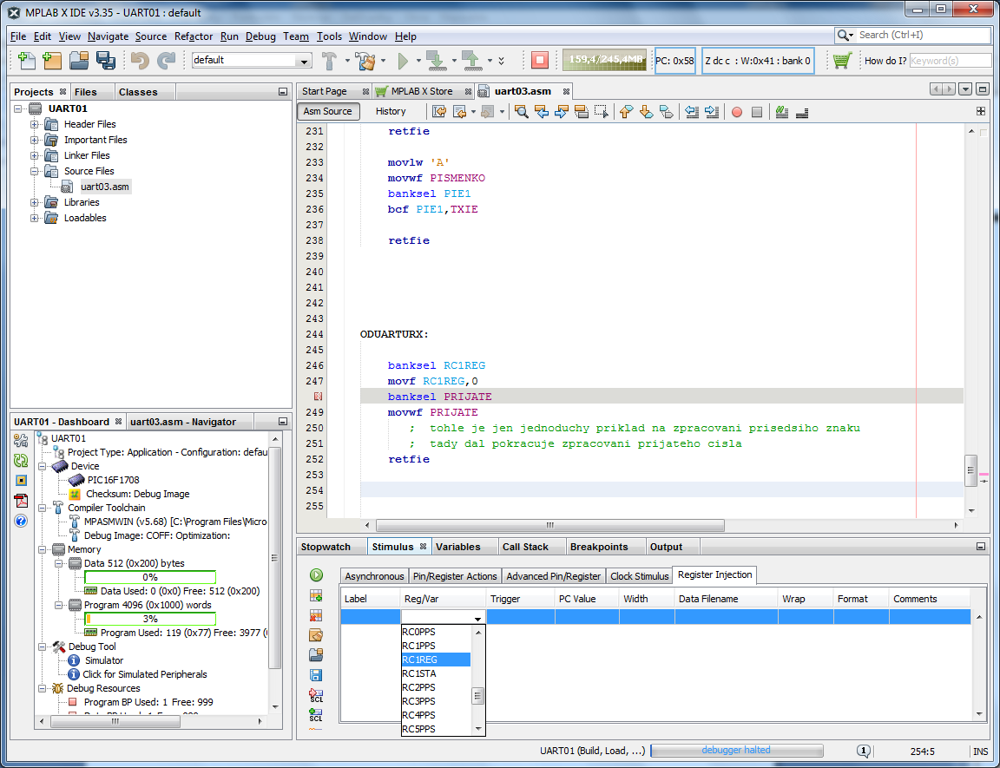 MPLAB X IDE v3.35 - UART01 : default
File Edit View Navigate Source Refactor Run Debug Team Tools Window Help
Search (Ctrl+I)
default
159,4/245,4MB
PC: 0x58
Z dc c : W:0x41 : bank 0
How do I?
Keyword(s)
Projects Files Classes
UART01
Header Files
Important Files
Linker Files
Source Files
uart03.asm
Libraries
Loadables
Start Page MPLAB X Store uart03.asm
Asm Source History
231 retfie
232
233 movlw 'A'
234 movwf PISMENKO
235 banksel PIE1
236 bcf PIE1,TXIE
237
238 retfie
239
240
241
242
243
244 ODUARTURX:
245
246 banksel RC1REG
247 movf RC1REG,0
banksel PRIJATE
249 movwf PRIJATE
250 ; tohle je jen jednoduchy priklad na zpracovani prisedsiho znaku
251 ; tady dal pokracuje zpracovani prijateho cisla
252 retfie
253
254
255
UART01 - Dashboard uart03.asm - Navigator
UART01
Project Type: Application - Configuration: defau
Device
PIC16F1708
Checksum: Debug Image
Compiler Toolchain
MPASMWIN (v5.68) [C:\Program Files\Micro
Debug Image: COFF: Optimization:
Memory
Data 512 (0x200) bytes
0%
Data Used: 0 (0x0) Free: 512 (0x200)
Program 4096 (0x1000) words
3%
Program Used: 119 (0x77) Free: 3977 (
Debug Tool
Simulator
Click for Simulated Peripherals
Debug Resources
Program BP Used: 1 Free: 999
Stopwatch Stimulus Variables Call Stack Breakpoints Output
Asynchronous Pin/Register Actions Advanced Pin/Register Clock Stimulus Register Injection
Label Reg/Var Trigger PC Value Width Data Filename Wrap Format Comments
RC0PPS
RC1PPS
RC1REG
RC1STA
RC2PPS
RC3PPS
RC4PPS
RC5PPS
SCL
SCL
UART01 (Build, Load, ...)
debugger halted
1
254:5
INS